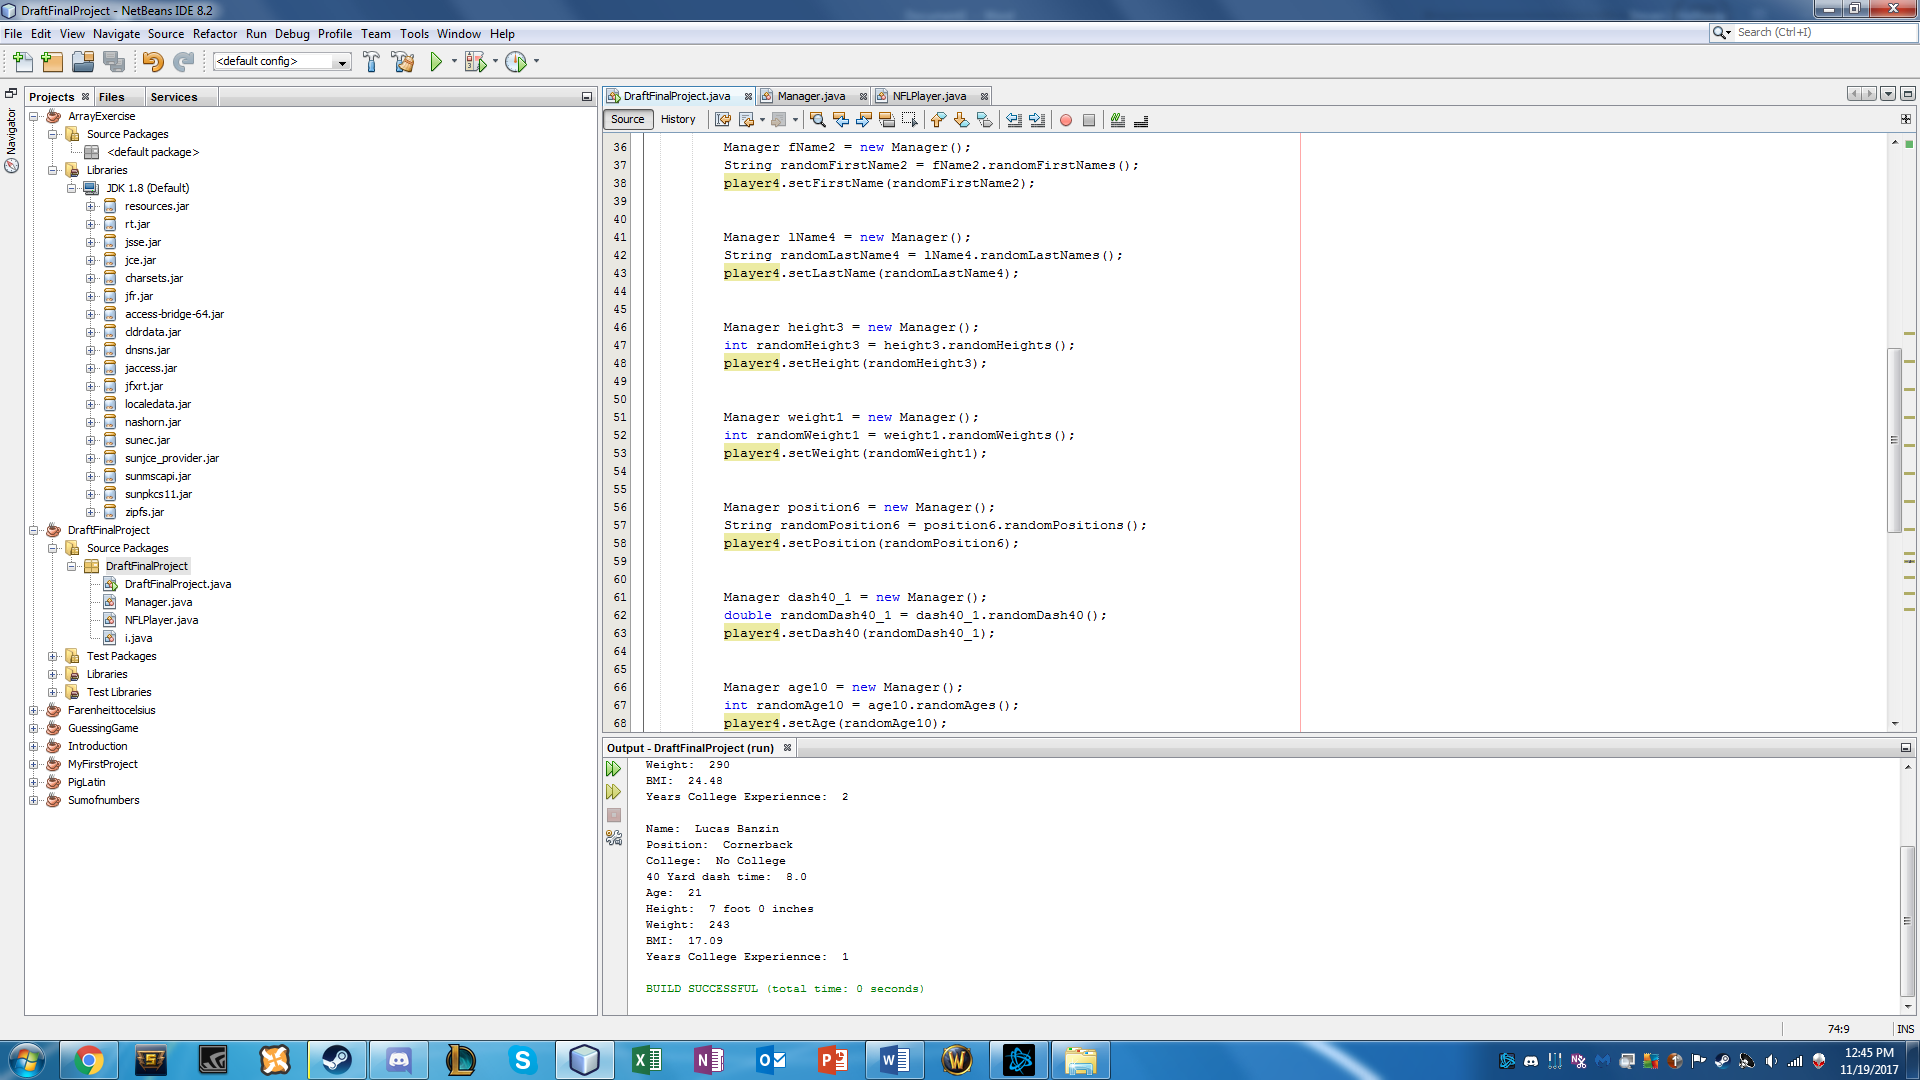 DraftFinalProject - NetBeans IDE 8.2
File Edit View Navigate Source Refactor Run Debug Profile Team Tools Window Help
Search (Ctrl+I)
<default config>
Projects Files Services
Navigator
ArrayExercise
Source Packages
<default package>
Libraries
JDK 1.8 (Default)
resources.jar
rt.jar
jsse.jar
jce.jar
charsets.jar
jfr.jar
access-bridge-64.jar
cldrdata.jar
dnsns.jar
jaccess.jar
jfxrt.jar
localedata.jar
nashorn.jar
sunec.jar
sunjce_provider.jar
sunmscapi.jar
sunpkcs11.jar
zipfs.jar
DraftFinalProject
Source Packages
DraftFinalProject
DraftFinalProject.java
Manager.java
NFLPlayer.java
i.java
Test Packages
Libraries
Test Libraries
Farenheittocelsius
GuessingGame
Introduction
MyFirstProject
PigLatin
Sumofnumbers
DraftFinalProject.java Manager.java NFLPlayer.java
Source History
36 Manager fName2 = new Manager();
37 String randomFirstName2 = fName2.randomFirstNames();
38 player4.setFirstName(randomFirstName2);
39
40
41 Manager lName4 = new Manager();
42 String randomLastName4 = lName4.randomLastNames();
43 player4.setLastName(randomLastName4);
44
45
46 Manager height3 = new Manager();
47 int randomHeight3 = height3.randomHeights();
48 player4.setHeight(randomHeight3);
49
50
51 Manager weight1 = new Manager();
52 int randomWeight1 = weight1.randomWeights();
53 player4.setWeight(randomWeight1);
54
55
56 Manager position6 = new Manager();
57 String randomPosition6 = position6.randomPositions();
58 player4.setPosition(randomPosition6);
59
60
61 Manager dash40_1 = new Manager();
62 double randomDash40_1 = dash40_1.randomDash40();
63 player4.setDash40(randomDash40_1);
64
65
66 Manager age10 = new Manager();
67 int randomAge10 = age10.randomAges();
68 player4.setAge(randomAge10);
Output - DraftFinalProject (run)
Weight: 290
BMI: 24.48
Years College Experiennce: 2
Name: Lucas Banzin
Position: Cornerback
College: No College
40 Yard dash time: 8.0
Age: 21
Height: 7 foot 0 inches
Weight: 243
BMI: 17.09
Years College Experiennce: 1
BUILD SUCCESSFUL (total time: 0 seconds)
74:9 INS
12:45 PM
11/19/2017